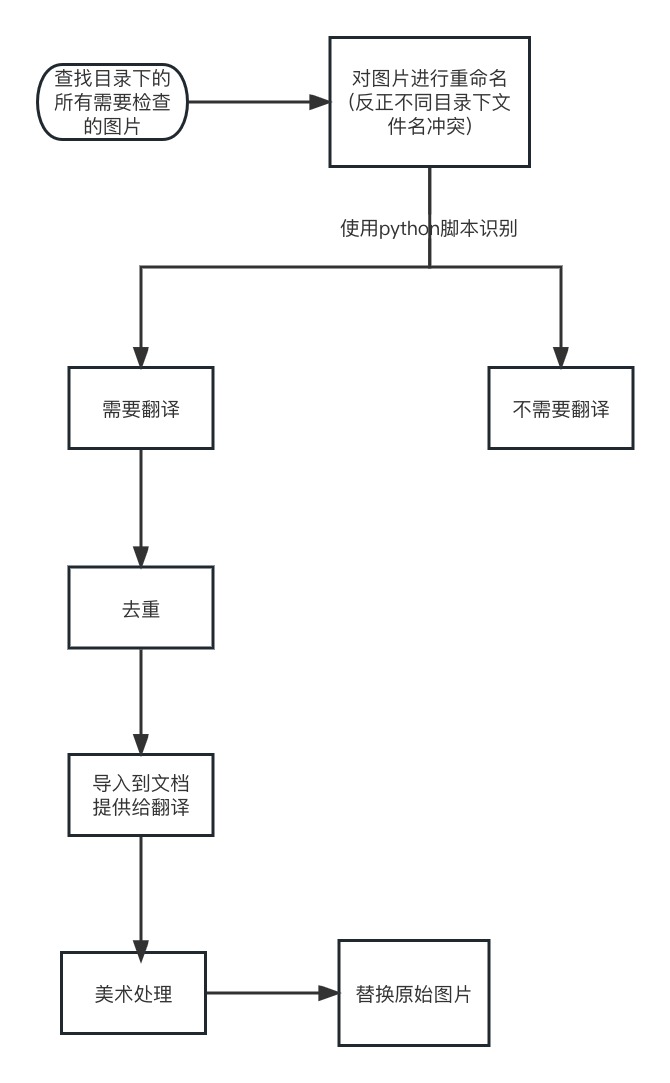 查找目录下的
所有需要检查
的图片
对图片进行重命名
(反正不同目录下文
件名冲突)
使用python脚本识别
需要翻译
不需要翻译
去重
导入到文档
提供给翻译
美术处理
替换原始图片